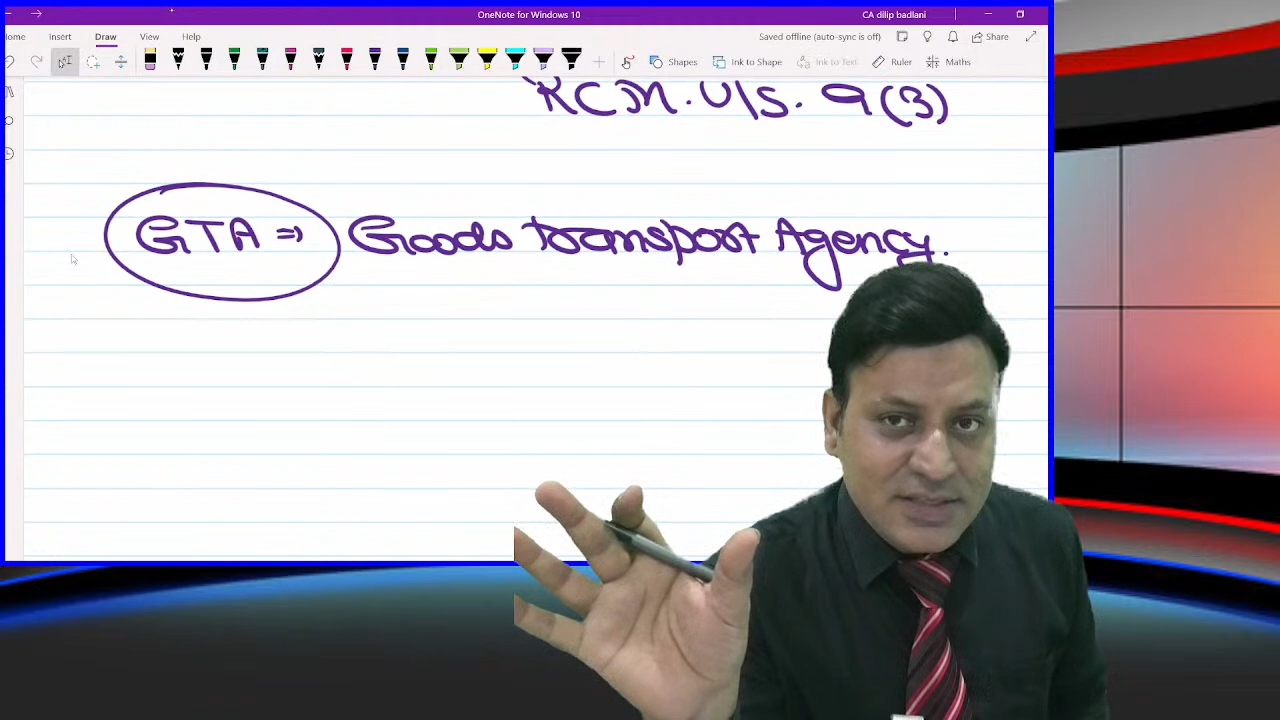 OneNote for Windows 10
CA dilip badlani
Insert
Draw
View
Help
Saved offline (auto-sync is off)
Share
Shapes
Ink to Shape
Ink to Text
Ruler
Maths
RCM. U/S. 9(3)
GTA ⇒ Goods transport Agency.